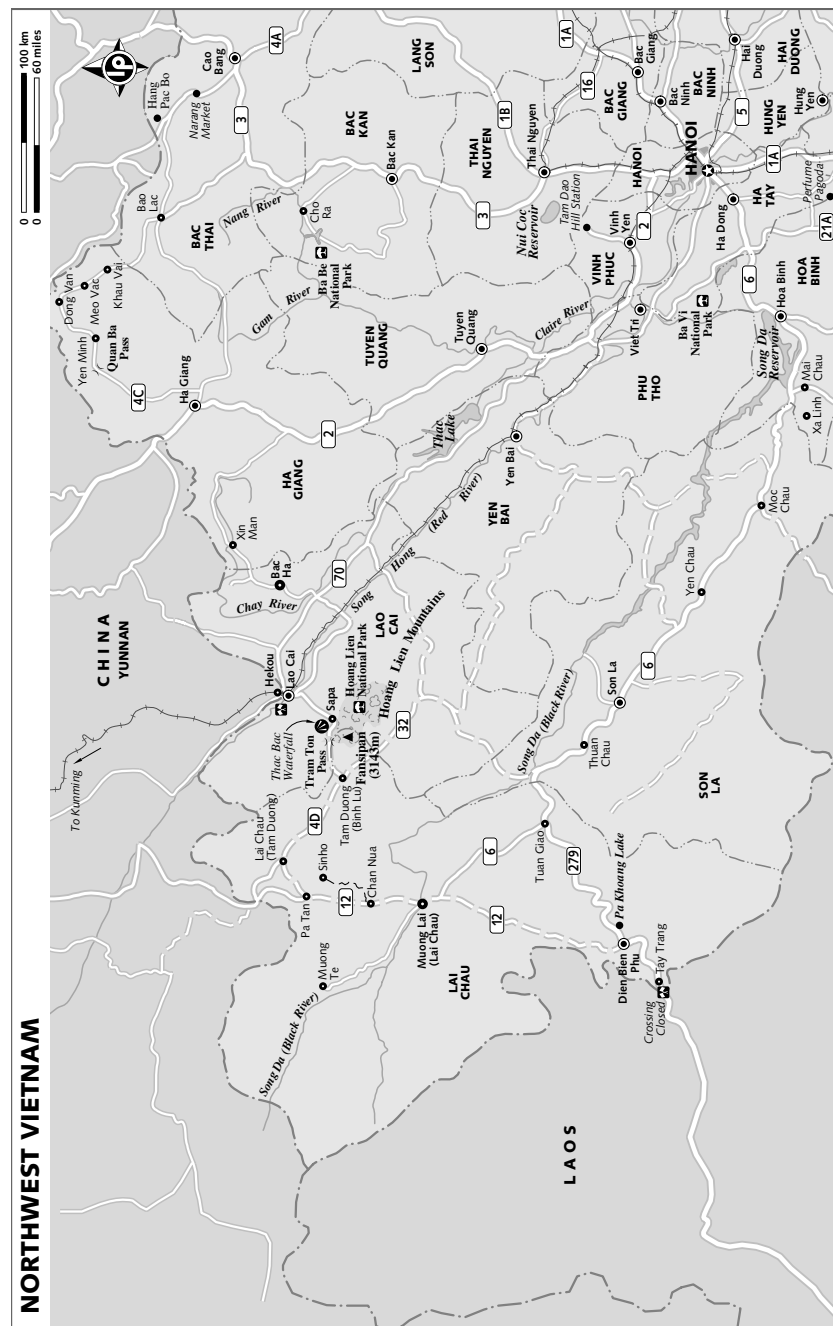 NORTHWEST VIETNAM
0
100 km
0
60 miles
lp
CHINA
YUNNAN
To Kunming
Hekou
Lao Cai
Thac Bac
Waterfall
Sapa
Tram Ton
Pass
Fansipan
(3143m)
Hoang Lien
National Park
Hoang Lien Mountains
LAO
CAI
Tam Duong
(Binh Lu)
Lai Chau
(Tam Duong)
4D
Sinho
Pa Tan
12
Chan Nua
Muong
Te
Song Da (Black River)
Muong Lai
(Lai Chau)
LAI
CHAU
12
6
32
Tuan Giao
279
Pa Khoang Lake
Dien Bien
Phu
Tay Trang
Crossing
Closed
LAOS
Song Da (Black River)
Thuan
Chau
Son La
6
SON
LA
Yen Chau
Moc
Chau
Xin
Man
Bac
Ha
Chay River
70
Song Hong (Red River)
YEN
BAI
Yen Bai
HA
GIANG
Ha Giang
2
4C
Yen Minh
Quan Ba
Pass
Dong Van
Meo Vac
Khau Vai
Bao
Lac
Hang
Pac Bo
Narang
Market
Cao
Bang
4A
3
BAC
THAI
Nang River
Cho
Ra
Ba Be
National
Park
Gam River
TUYEN
QUANG
Tuyen
Quang
Thac
Lake
Claire River
BAC
KAN
Bac Kan
LANG
SON
THAI
NGUYEN
1B
3
Thai Nguyen
Nui Coc
Reservoir
Tam Dao
Hill Station
Vinh
Yen
VINH
PHUC
2
Viet Tri
PHU
THO
Ba Vi
National
Park
HANOI
HANOI
16
1A
BAC
GIANG
Bac
Giang
BAC
NINH
Bac
Ninh
5
Hai
Duong
HAI
DUONG
HUNG
YEN
Hung
Yen
1A
Ha Dong
HA
TAY
Perfume
Pagoda
21A
6
HOA
BINH
Hoa Binh
Song Da
Reservoir
Mai
Chau
Xa Linh